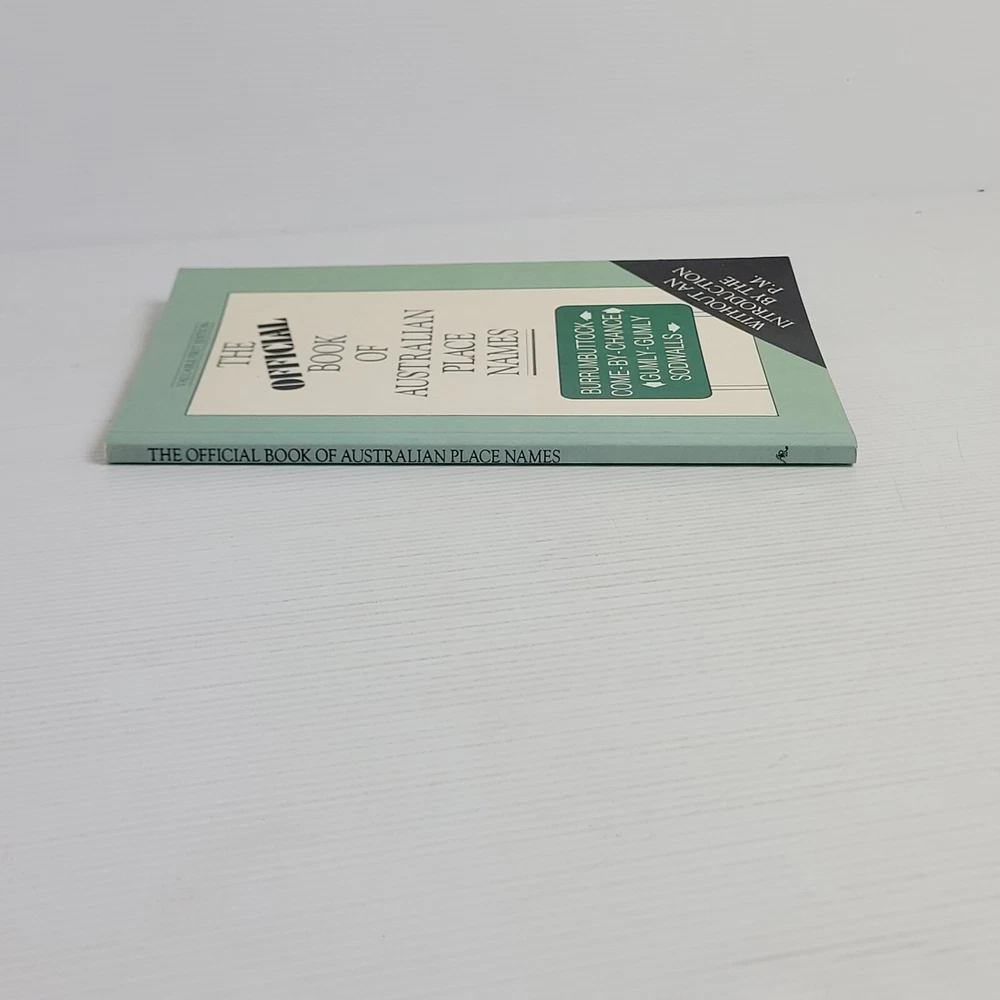 THE
OFFICIAL
BOOK
OF
AUSTRALIAN
PLACE
NAMES
BURRUMBUTTOCK
COME-BY-CHANCE
GUMLY-GUMLY
SODWALLS
WITHOUT AN
INTRODUCTION
BY THE
P.M.
THE OFFICIAL BOOK OF AUSTRALIAN PLACE NAMES